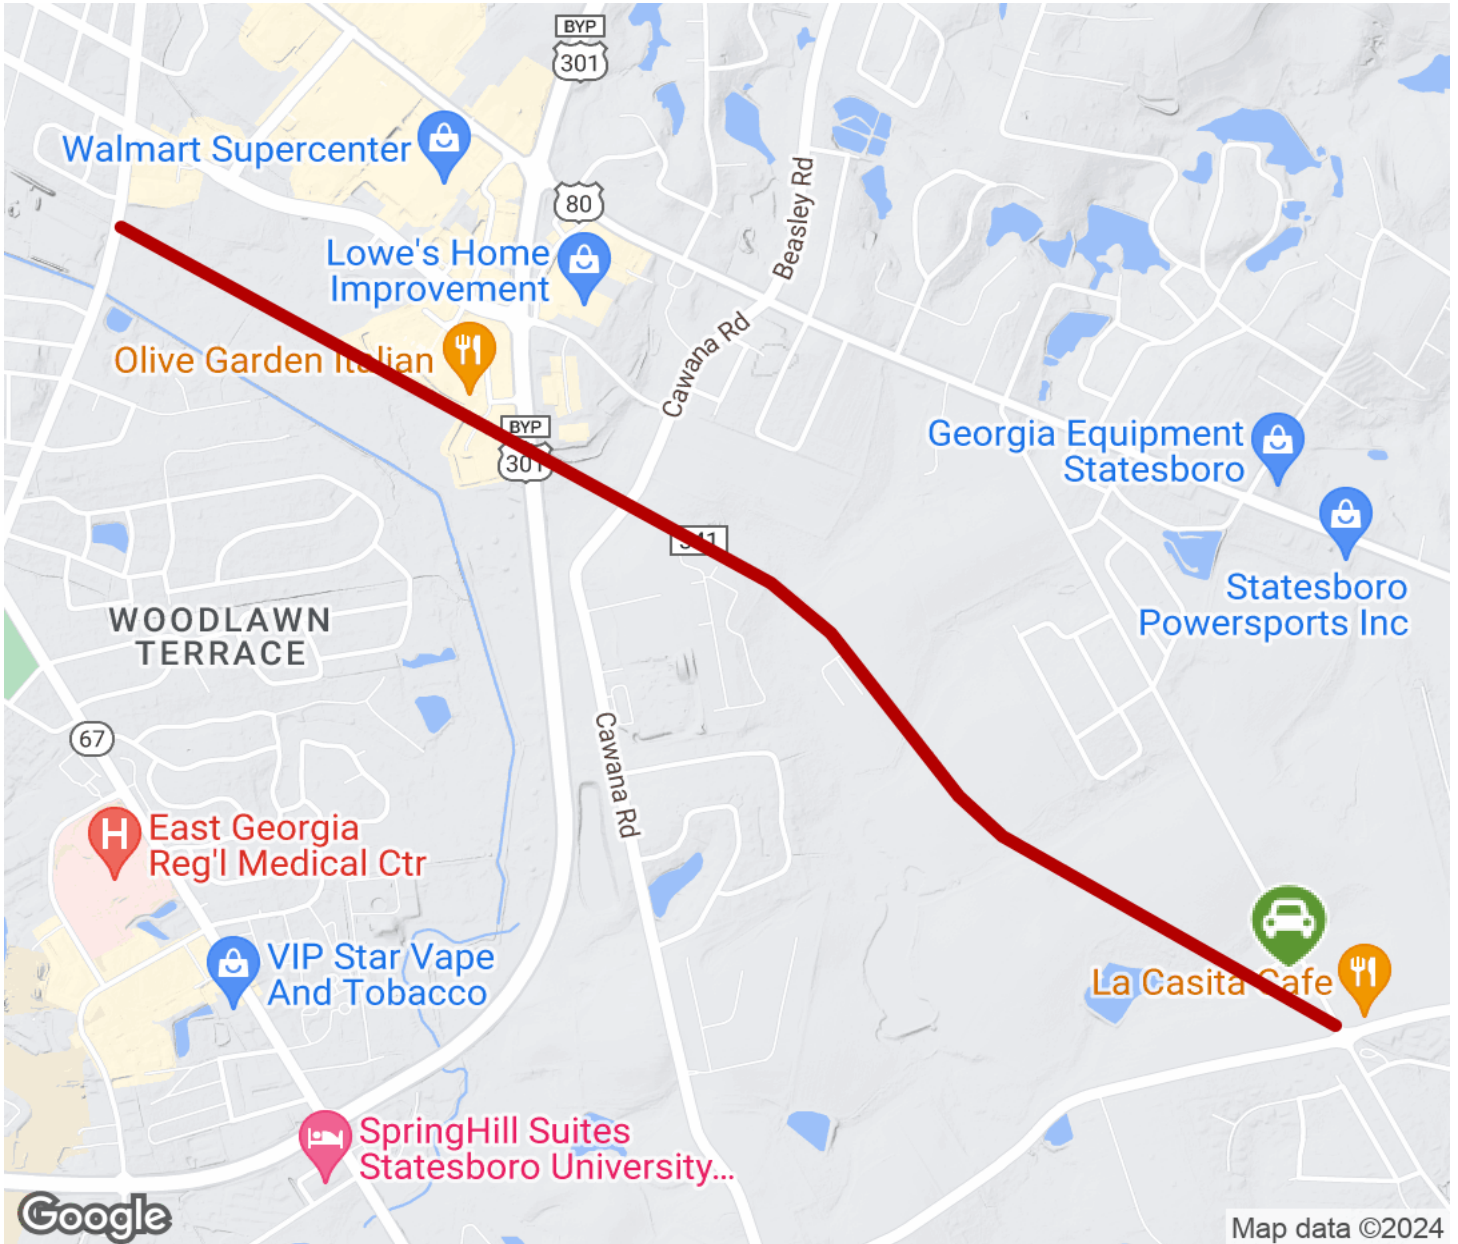 BYP
301
Walmart Supercenter
80
Beasley Rd
Lowe's Home
Improvement
Cawana Rd
Olive Garden Italian
BYP
301
Georgia Equipment
Statesboro
341
Statesboro
Powersports Inc
WOODLAWN
TERRACE
67
Cawana Rd
H
East Georgia
Reg'l Medical Ctr
VIP Star Vape
And Tobacco
La Casita Cafe
SpringHill Suites
Statesboro University...
Google
Map data ©2024